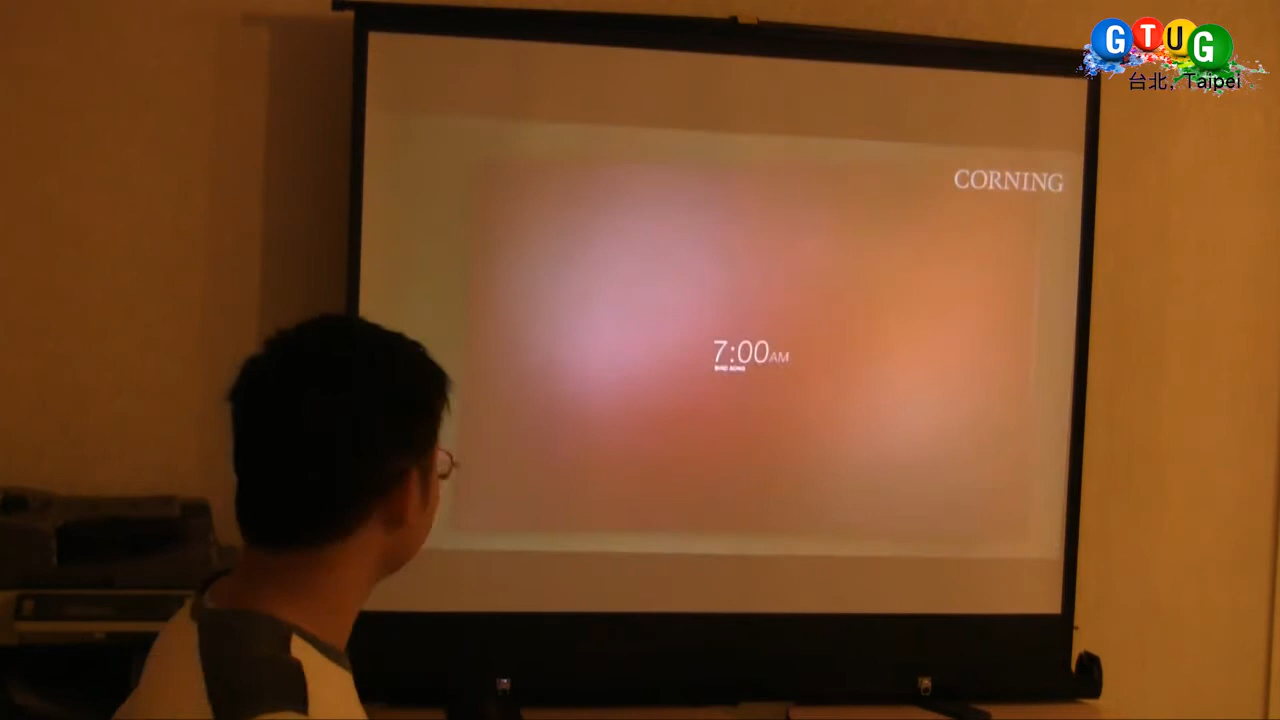 GTUG
台北, Taipei
CORNING
7:00AM